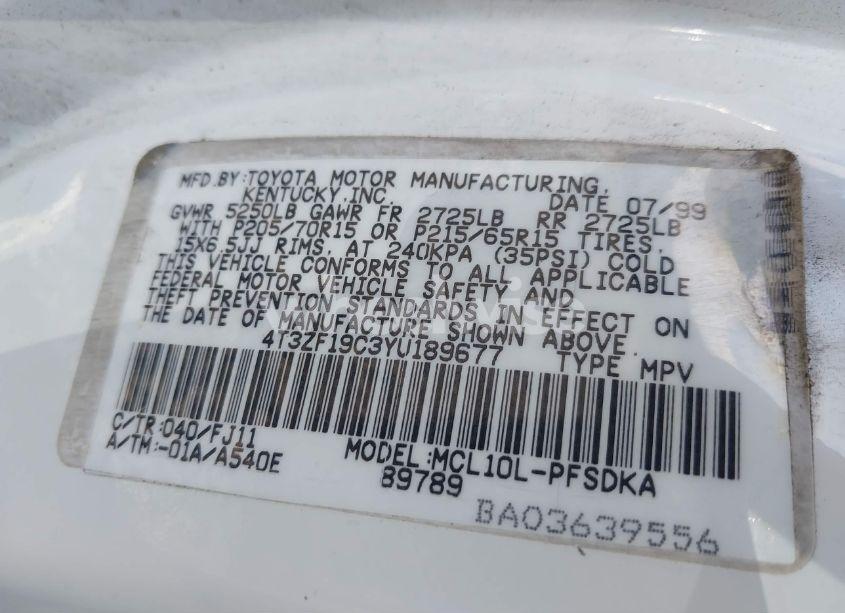 MFD.BY:TOYOTA MOTOR MANUFACTURING,
KENTUCKY,INC. DATE 07/99
GVWR 5250LB GAWR FR 2725LB RR 2725LB
WITH P205/70R15 or P215/65R15 TIRES,
15X6.5JJ RIMS, AT 240KPA (35PSI) COLD
THIS VEHICLE CONFORMS TO ALL APPLICABLE
FEDERAL MOTOR VEHICLE SAFETY AND
THEFT PREVENTION STANDARDS IN EFFECT ON
THE DATE OF MANUFACTURE SHOWN ABOVE.
4T3ZF19C3YU189677 TYPE MPV
C/TR:040/FJ11
A/TM:-01A/A540E
MODEL:MCL10L-PFSDKA
89789
BA03639556